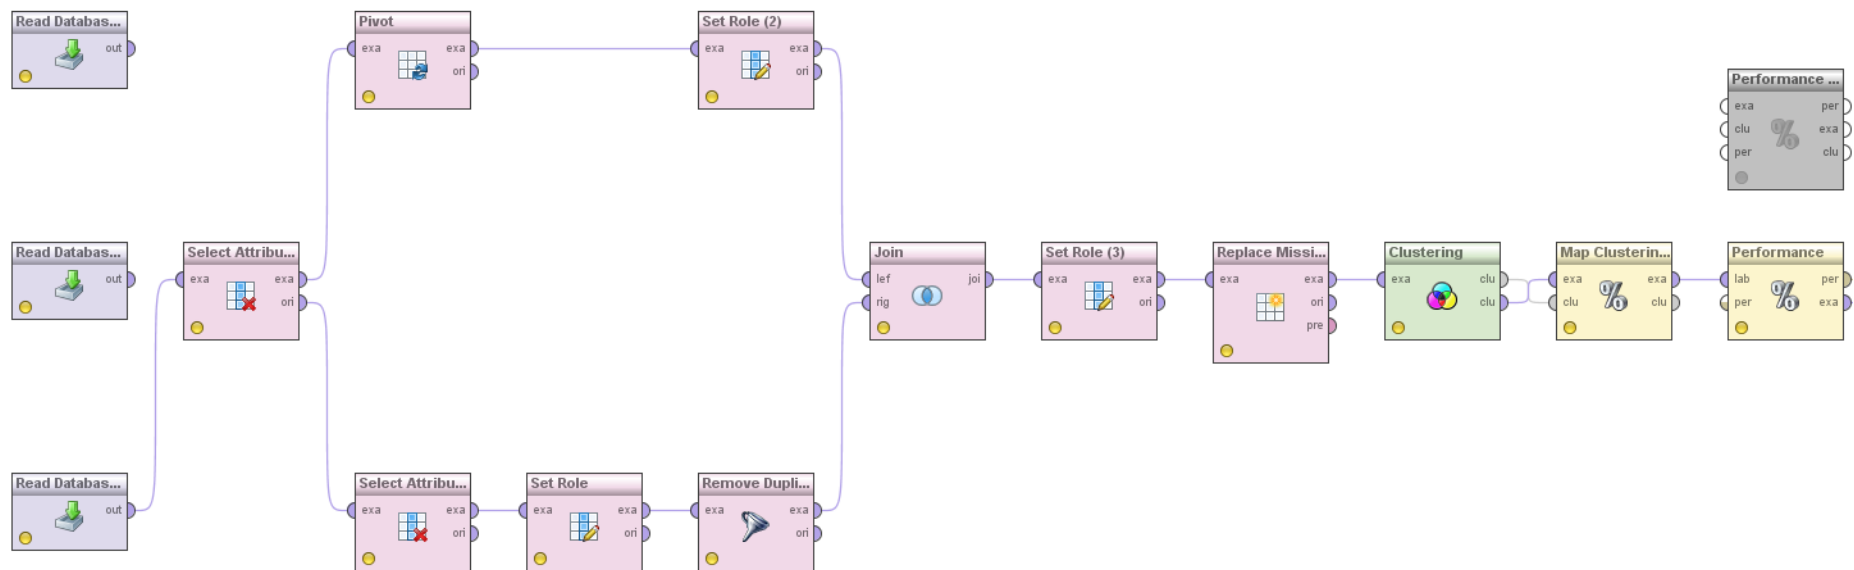 Read Databas...
out
Pivot
exa
exa
ori
Set Role (2)
exa
exa
ori
Performance ...
exa
per
clu
exa
per
clu
Read Databas...
out
Select Attribu...
exa
exa
ori
Join
lef
joi
rig
Set Role (3)
exa
exa
ori
Replace Missi...
exa
exa
ori
pre
Clustering
exa
clu
clu
Map Clusterin...
exa
exa
clu
clu
Performance
lab
per
per
exa
Read Databas...
out
Select Attribu...
exa
exa
ori
Set Role
exa
exa
ori
Remove Dupli...
exa
exa
ori